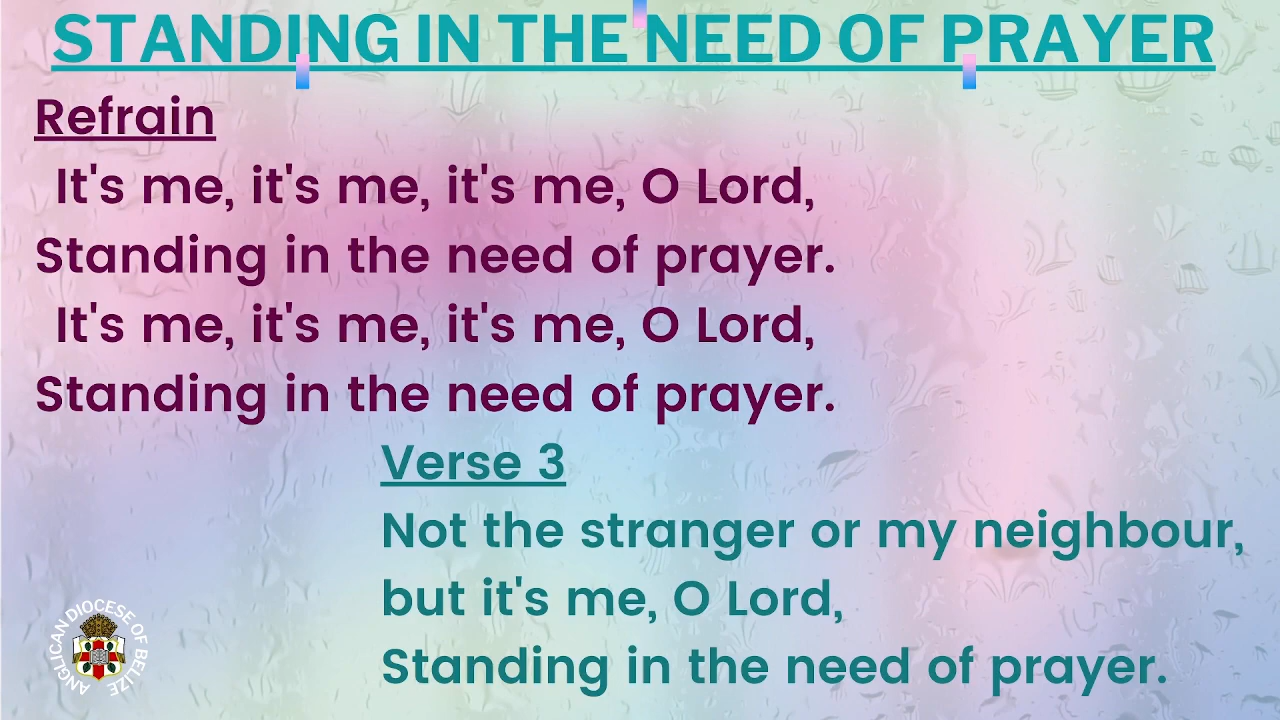 STANDING IN THE NEED OF PRAYER
Refrain
It's me, it's me, it's me, O Lord,
Standing in the need of prayer.
It's me, it's me, it's me, O Lord,
Standing in the need of prayer.
Verse 3
Not the stranger or my neighbour,
but it's me, O Lord,
Standing in the need of prayer.
ANGLICAN DIOCESE OF BELIZE